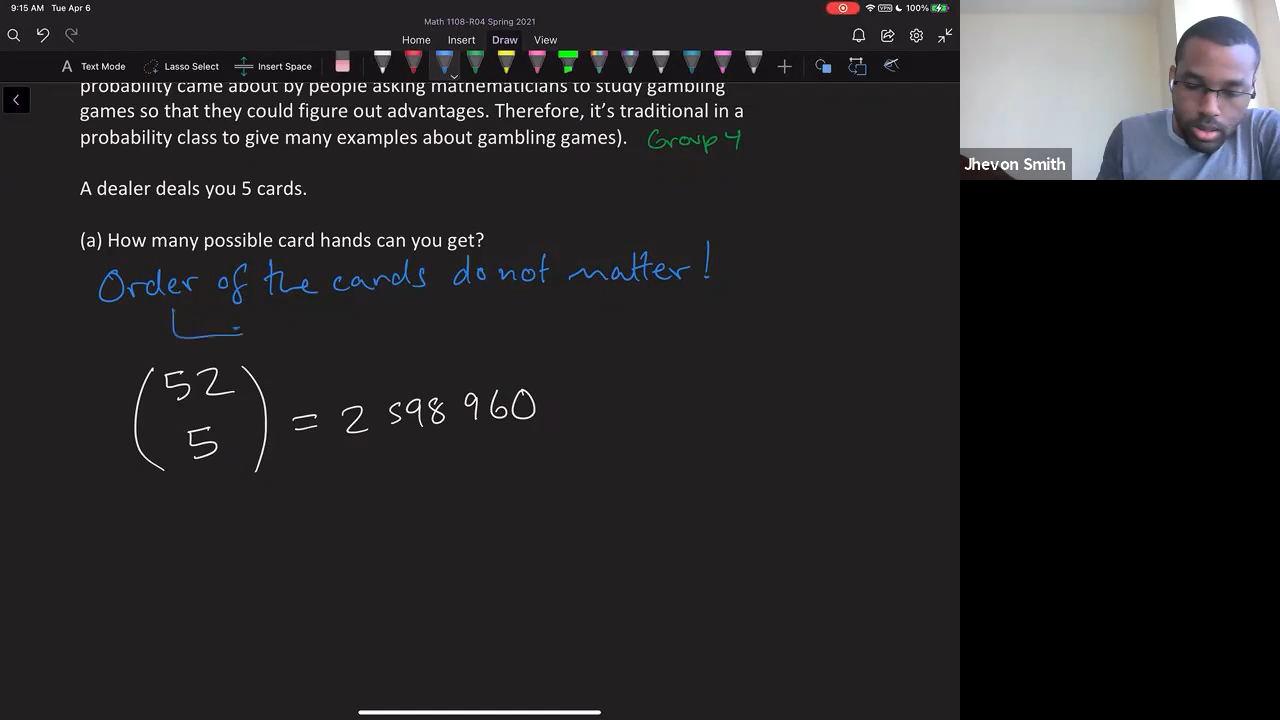 9:15 AM Tue Apr 6
100%
Math 1108-R04 Spring 2021
Home Insert Draw View
Text Mode Lasso Select Insert Space
probability came about by people asking mathematicians to study gambling
games so that they could figure out advantages. Therefore, it's traditional in a
probability class to give many examples about gambling games). Group 4
Jhevon Smith
A dealer deals you 5 cards.
(a) How many possible card hands can you get?
Order of the cards do not matter!
(52
5) = 2 598 960